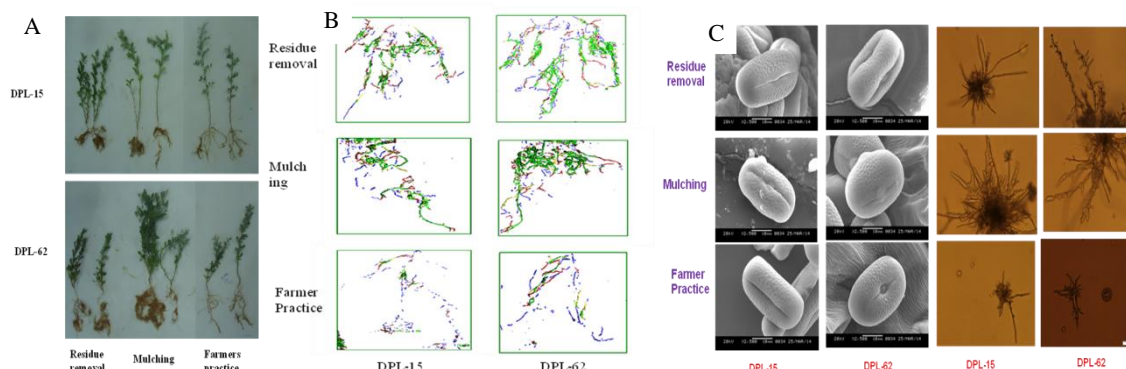 A
DPL-15
DPL-62
Residue
removal
Mulching
Farmers
practice
B
Residue
removal
Mulch
ing
Farmer
Practice
DPL-15
DPL-62
C
Residue
removal
Mulching
Farmer
Practice
DPL-15
DPL-62
DPL-15
DPL-62